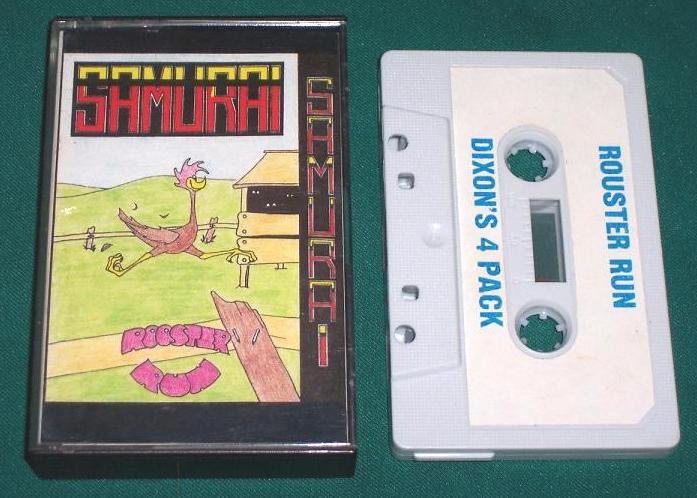 SAMURAI
SAMURAI
ROOSTER
RUN
ROUSTER RUN
DIXON'S 4 PACK